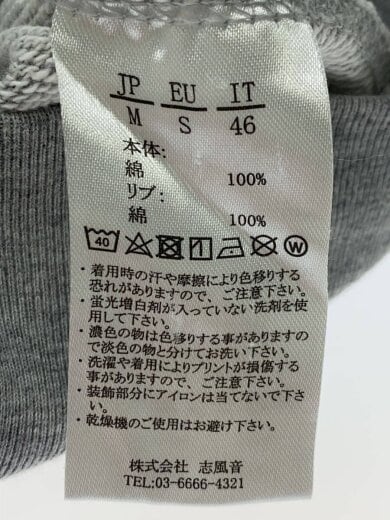 JP EU IT
M S 46
本体:
綿 100%
リブ:
綿 100%
40 W
・着用時の汗や摩擦により色移りする
恐れがありますので、ご注意下さい。
・蛍光増白剤が入っていない洗剤を使
用して下さい。
・濃色の物は色移りする事があります
ので淡色の物と分けてお洗い下さい。
・洗濯や着用によりプリントが損傷する
事がありますので、ご注意下さい。
・装飾部分にアイロンは当てないで下さ
い。
・乾燥機のご使用はお避け下さい。
株式会社 志風音
TEL:03-6666-4321